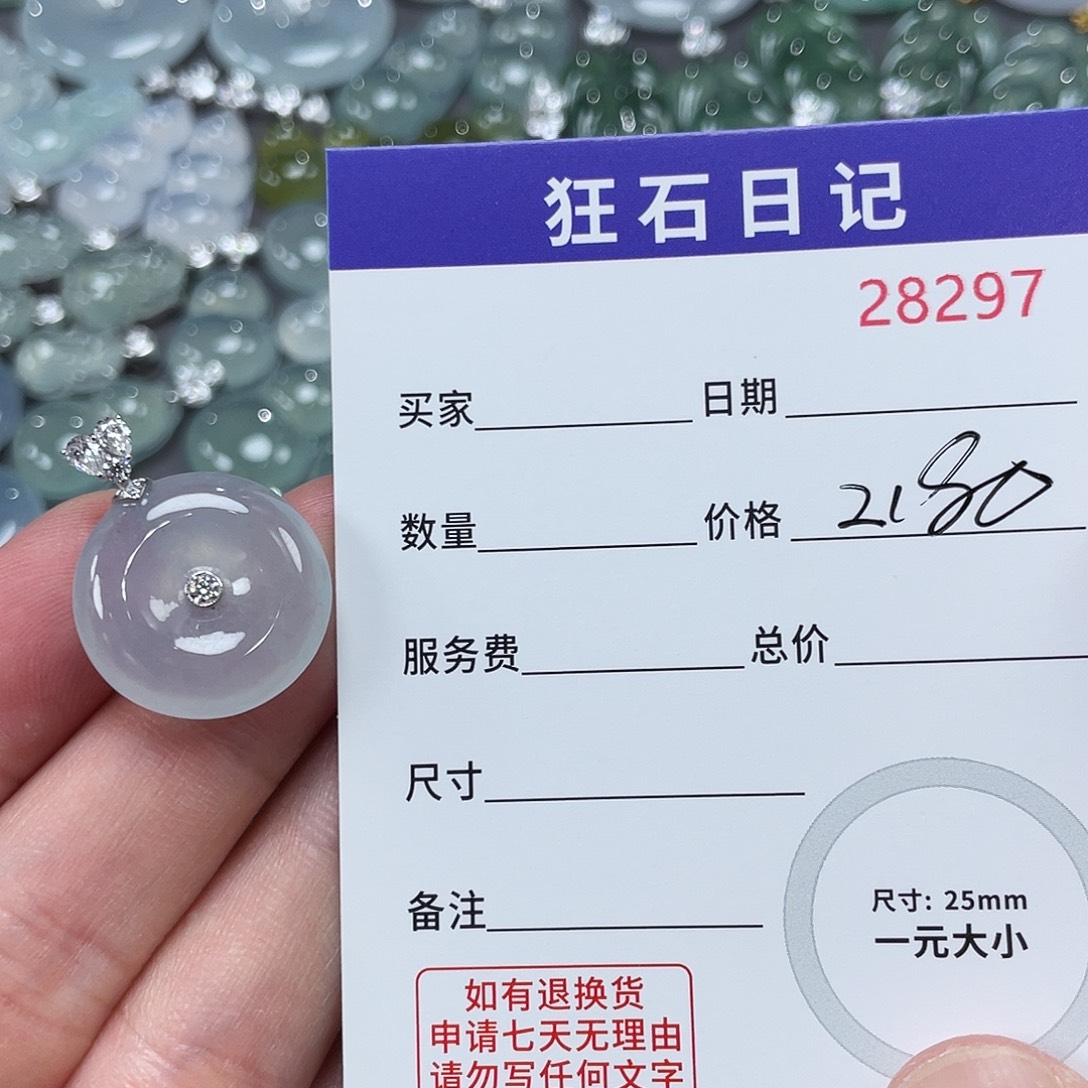 狂石日记
28297
买家 日期
数量 价格 2180
服务费 总价
尺寸
备注
尺寸: 25mm
一元大小
如有退换货
申请七天无理由
请勿写任何文字